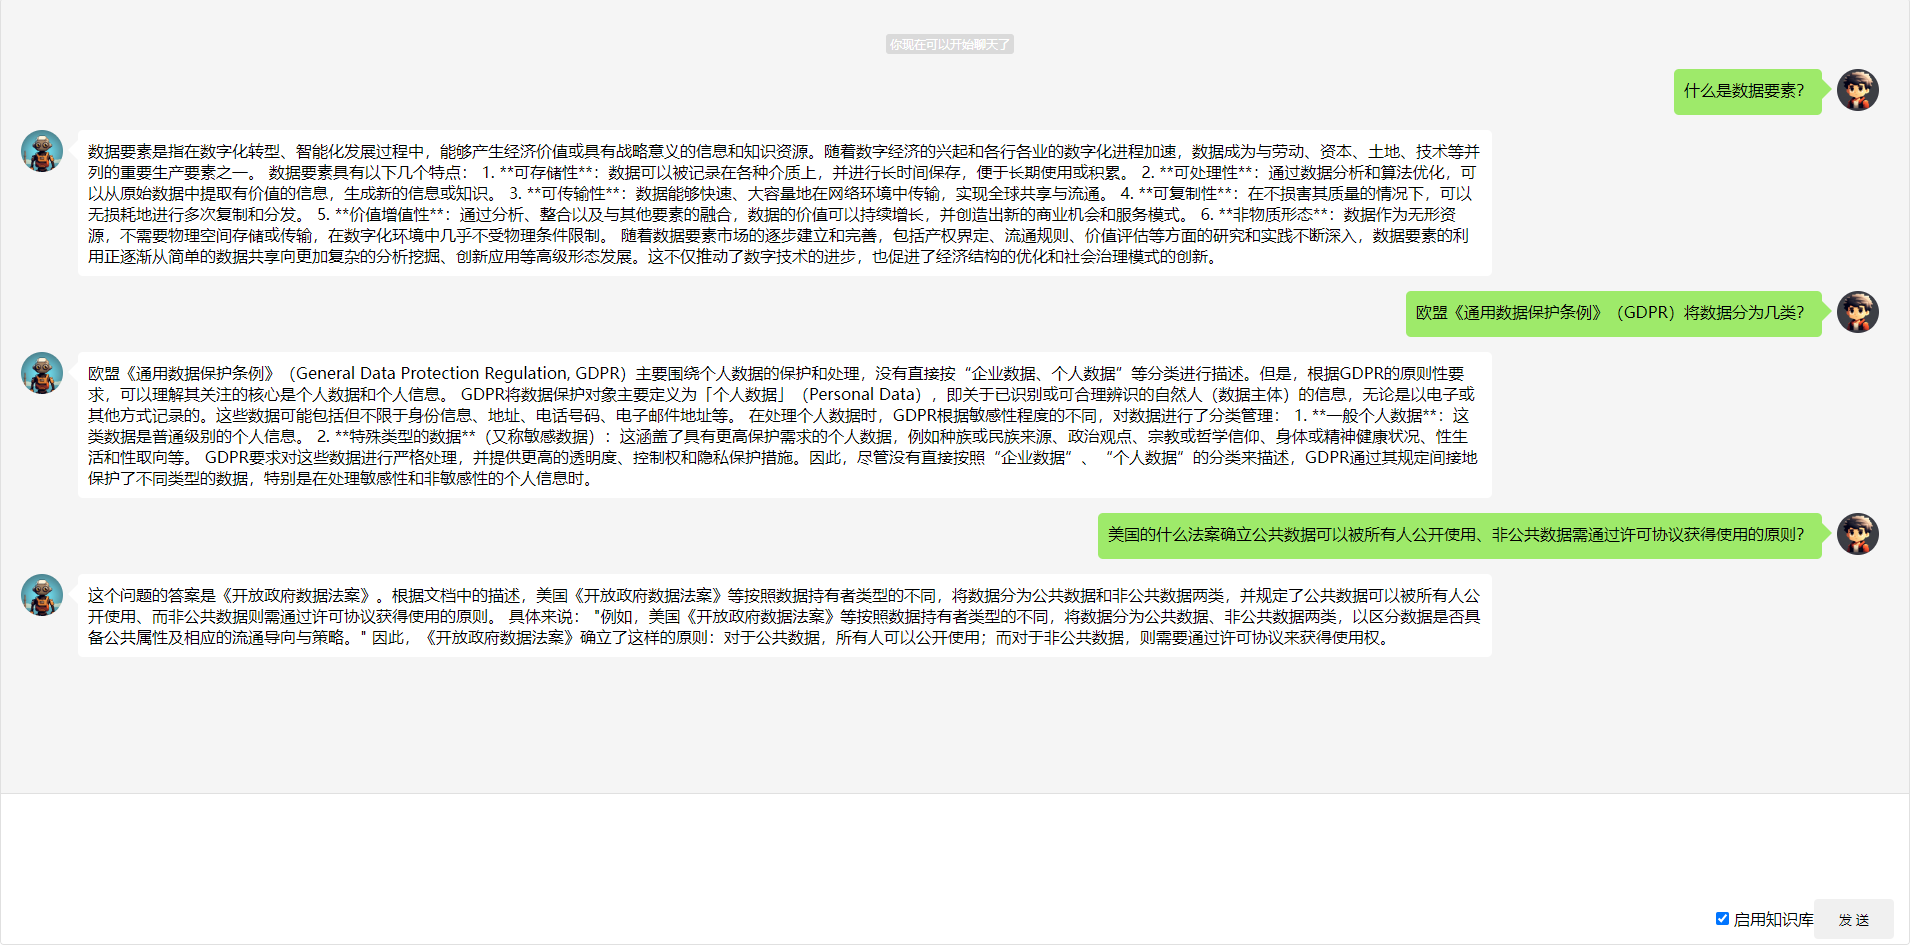 你现在可以开始聊天了
什么是数据要素？
数据要素是指在数字化转型、智能化发展过程中，能够产生经济价值或具有战略意义的信息和知识资源。随着数字经济的兴起和各行各业的数字化进程加速，数据成为与劳动、资本、土地、技术等并
列的重要生产要素之一。 数据要素具有以下几个特点： 1. **可存储性**：数据可以被记录在各种介质上，并进行长时间保存，便于长期使用或积累。 2. **可处理性**：通过数据分析和算法优化，可
以从原始数据中提取有价值的信息，生成新的信息或知识。 3. **可传输性**：数据能够快速、大容量地在网络环境中传输，实现全球共享与流通。 4. **可复制性**：在不损害其质量的情况下，可以
无损耗地进行多次复制和分发。 5. **价值增值性**：通过分析、整合以及与其他要素的融合，数据的价值可以持续增长，并创造出新的商业机会和服务模式。 6. **非物质形态**：数据作为无形资
源，不需要物理空间存储或传输，在数字化环境中几乎不受物理条件限制。 随着数据要素市场的逐步建立和完善，包括产权界定、流通规则、价值评估等方面的研究和实践不断深入，数据要素的利
用正逐渐从简单的数据共享向更加复杂的分析挖掘、创新应用等高级形态发展。这不仅推动了数字技术的进步，也促进了经济结构的优化和社会治理模式的创新。
欧盟《通用数据保护条例》（GDPR）将数据分为几类？
欧盟《通用数据保护条例》（General Data Protection Regulation, GDPR）主要围绕个人数据的保护和处理，没有直接按“企业数据、个人数据”等分类进行描述。但是，根据GDPR的原则性要
求，可以理解其关注的核心是个人数据和个人信息。 GDPR将数据保护对象主要定义为「个人数据」（Personal Data），即关于已识别或可合理辨识的自然人（数据主体）的信息，无论是以电子或
其他方式记录的。这些数据可能包括但不限于身份信息、地址、电话号码、电子邮件地址等。 在处理个人数据时，GDPR根据敏感性程度的不同，对数据进行了分类管理： 1. **一般个人数据**：这
类数据是普通级别的个人信息。 2. **特殊类型的数据**（又称敏感数据）：这涵盖了具有更高保护需求的个人数据，例如种族或民族来源、政治观点、宗教或哲学信仰、身体或精神健康状况、性生
活和性取向等。 GDPR要求对这些数据进行严格处理，并提供更高的透明度、控制权和隐私保护措施。因此，尽管没有直接按照“企业数据”、“个人数据”的分类来描述，GDPR通过其规定间接地
保护了不同类型的数据，特别是在处理敏感性和非敏感性的个人信息时。
美国的什么法案确立公共数据可以被所有人公开使用、非公共数据需通过许可协议获得使用的原则？
这个问题的答案是《开放政府数据法案》。根据文档中的描述，美国《开放政府数据法案》等按照数据持有者类型的不同，将数据分为公共数据和非公共数据两类，并规定了公共数据可以被所有人公
开使用、而非公共数据则需通过许可协议获得使用的原则。 具体来说： "例如，美国《开放政府数据法案》等按照数据持有者类型的不同，将数据分为公共数据、非公共数据两类，以区分数据是否具
备公共属性及相应的流通导向与策略。" 因此，《开放政府数据法案》确立了这样的原则：对于公共数据，所有人可以公开使用；而对于非公共数据，则需要通过许可协议来获得使用权。
启用知识库
发 送